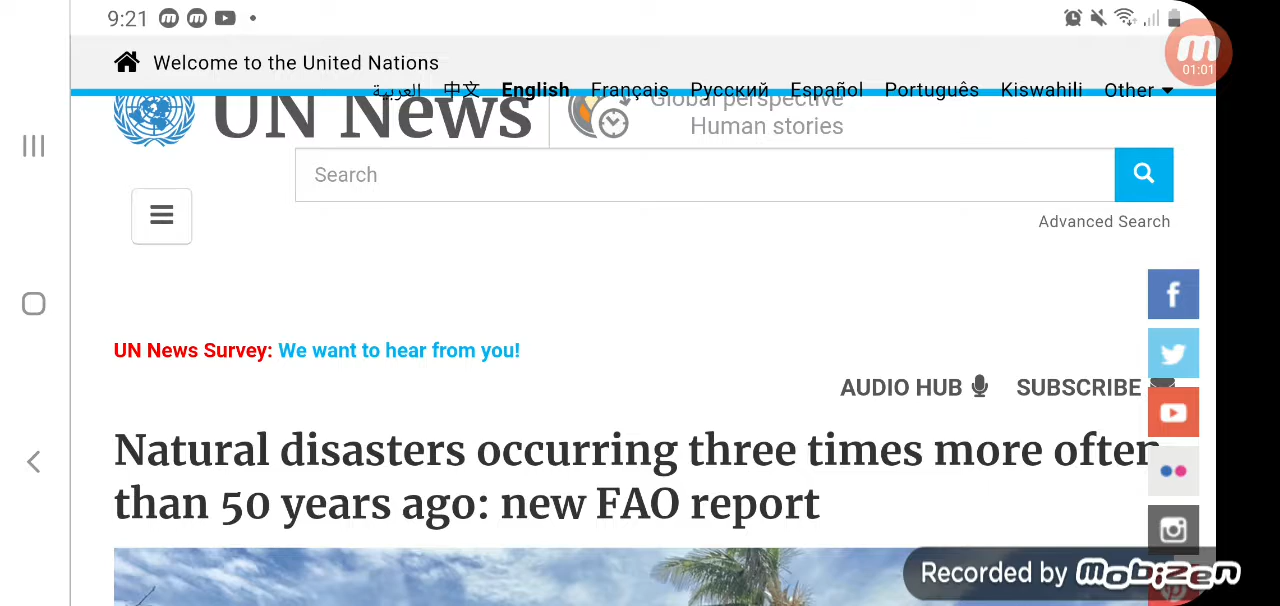 9:21
01:01
Welcome to the United Nations
العربية 中文 English Français Русский Español Português Kiswahili Other
UN News
Global perspective
Human stories
Search
Advanced Search
UN News Survey: We want to hear from you!
AUDIO HUB SUBSCRIBE
Natural disasters occurring three times more often
than 50 years ago: new FAO report
Recorded by Mobizen